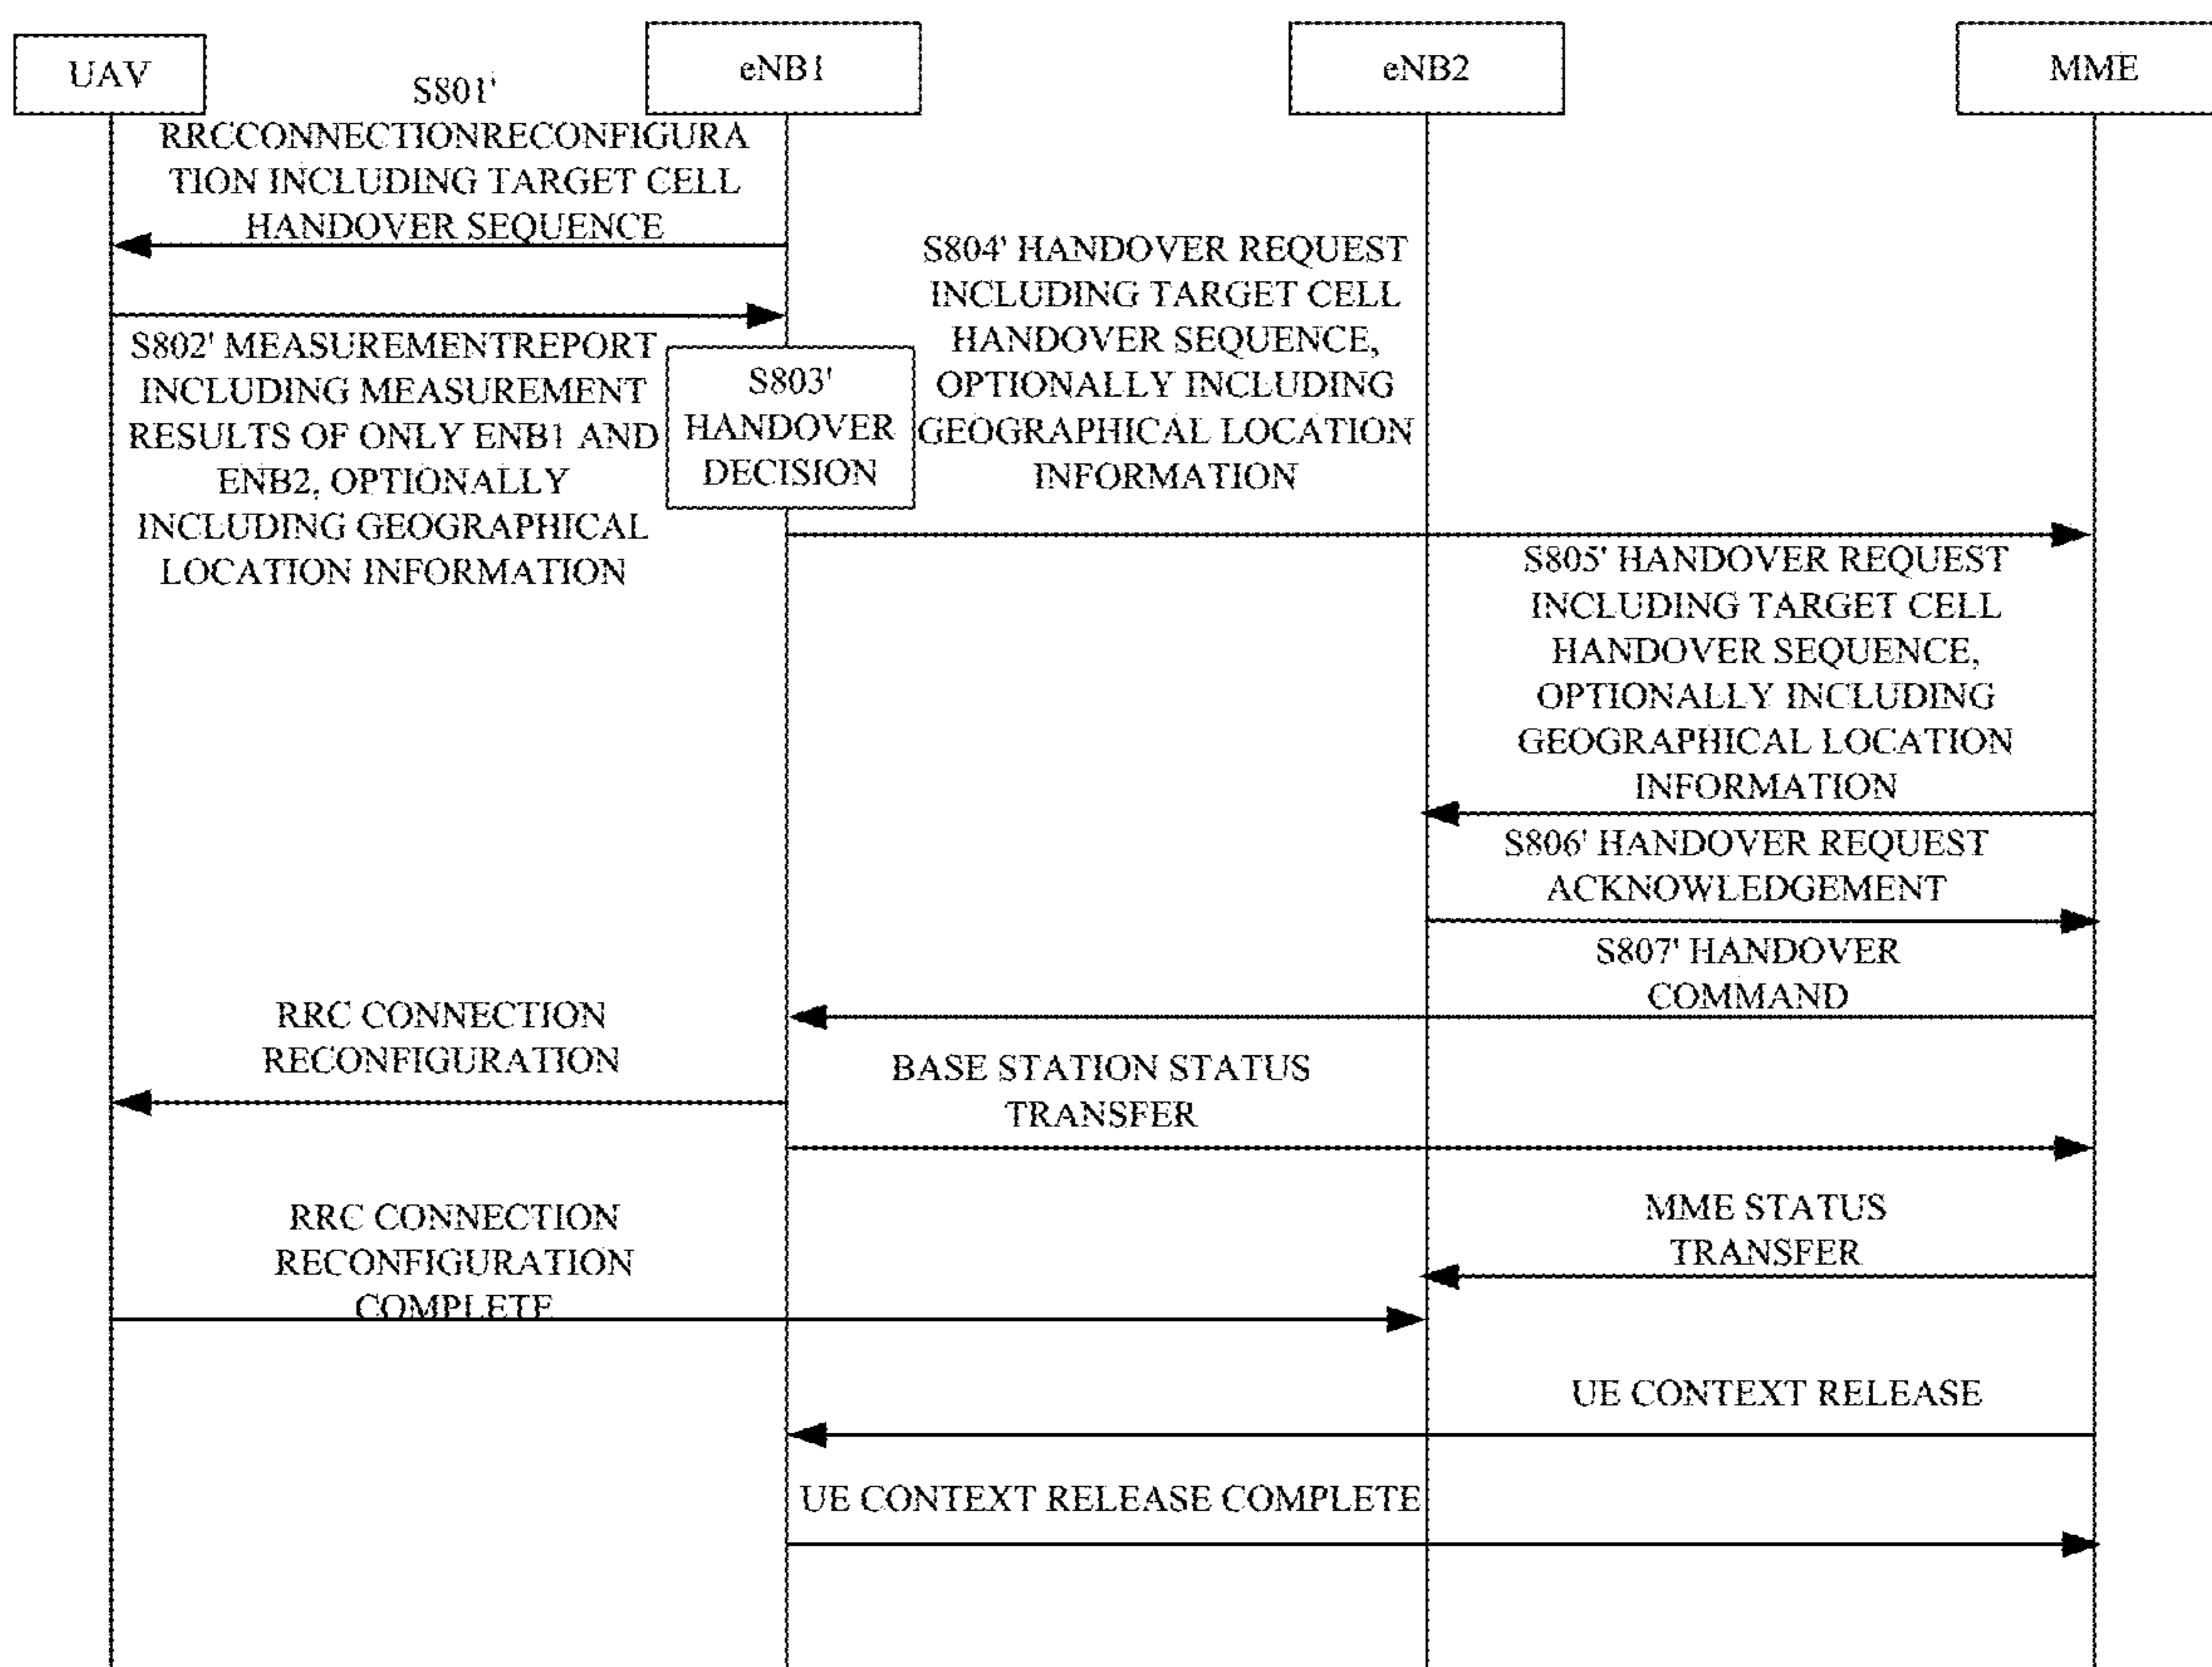 UAV
eNB1
eNB2
MME
S801'
RRCCONNECTIONRECONFIGURA
TION INCLUDING TARGET CELL
HANDOVER SEQUENCE
S802' MEASUREMENTREPORT
INCLUDING MEASUREMENT
RESULTS OF ONLY ENB1 AND
ENB2, OPTIONALLY
INCLUDING GEOGRAPHICAL
LOCATION INFORMATION
S803'
HANDOVER
DECISION
S804' HANDOVER REQUEST
INCLUDING TARGET CELL
HANDOVER SEQUENCE,
OPTIONALLY INCLUDING
GEOGRAPHICAL LOCATION
INFORMATION
S805' HANDOVER REQUEST
INCLUDING TARGET CELL
HANDOVER SEQUENCE,
OPTIONALLY INCLUDING
GEOGRAPHICAL LOCATION
INFORMATION
S806' HANDOVER REQUEST
ACKNOWLEDGEMENT
S807' HANDOVER
COMMAND
RRC CONNECTION
RECONFIGURATION
BASE STATION STATUS
TRANSFER
MME STATUS
TRANSFER
RRC CONNECTION
RECONFIGURATION
COMPLETE
UE CONTEXT RELEASE
UE CONTEXT RELEASE COMPLETE